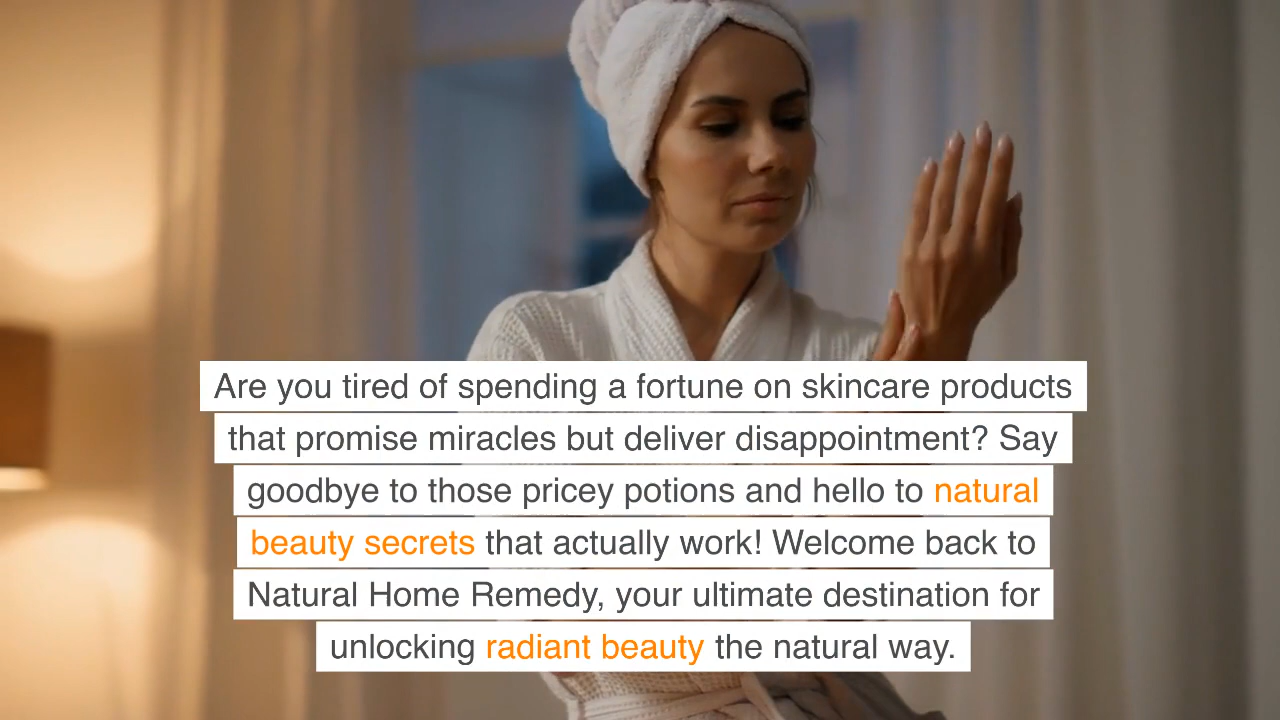 Are you tired of spending a fortune on skincare products
that promise miracles but deliver disappointment? Say
goodbye to those pricey potions and hello to natural
beauty secrets that actually work! Welcome back to
Natural Home Remedy, your ultimate destination for
unlocking radiant beauty the natural way.